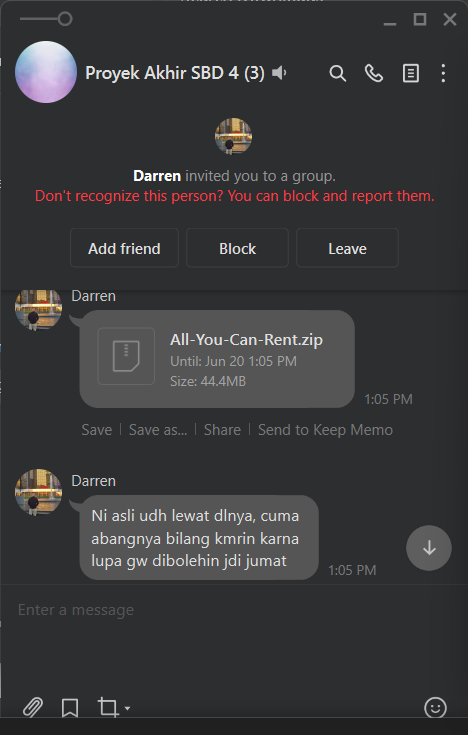 Proyek Akhir SBD 4 (3)
Darren invited you to a group.
Don't recognize this person? You can block and report them.
Add friend
Block
Leave
Darren
All-You-Can-Rent.zip
Until: Jun 20 1:05 PM
Size: 44.4MB
1:05 PM
Save
Save as...
Share
Send to Keep Memo
Darren
Ni asli udh lewat dlnya, cuma
abangnya bilang kmrin karna
lupa gw dibolehin jdi jumat
1:05 PM
Enter a message